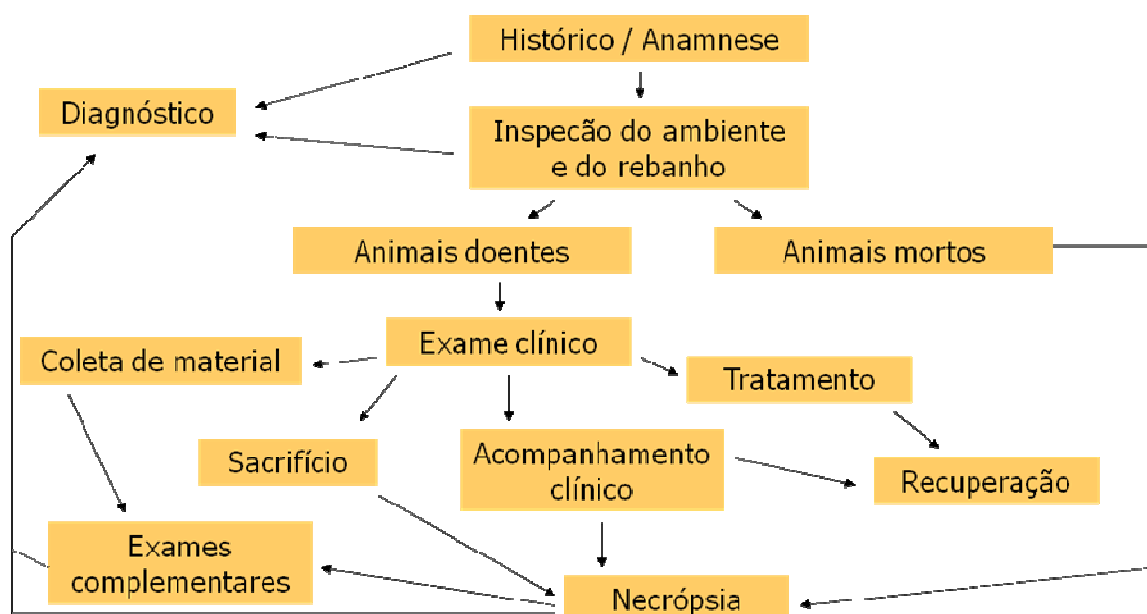 Histórico / Anamnese
Diagnóstico
Inspecão do ambiente
e do rebanho
Animais doentes
Animais mortos
Exame clínico
Coleta de material
Tratamento
Sacrifício
Acompanhamento
clínico
Recuperação
Exames
complementares
Necrópsia